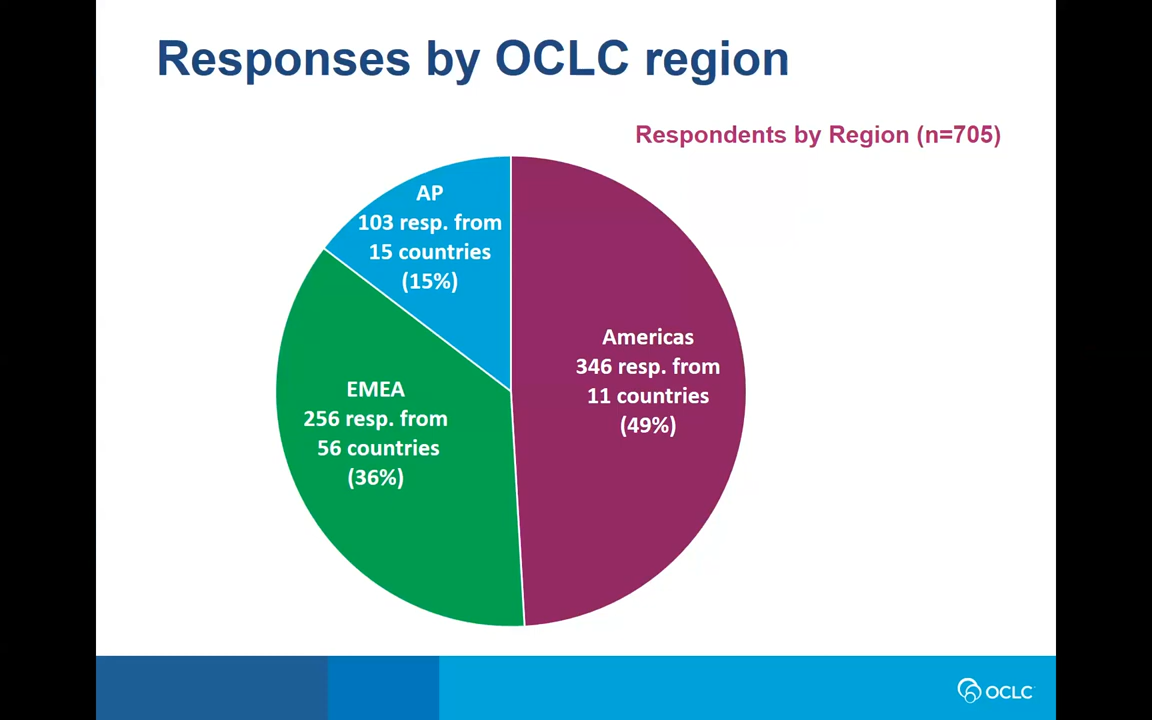 Responses by OCLC region
Respondents by Region (n=705)
AP
103 resp. from
15 countries
(15%)
Americas
346 resp. from
11 countries
(49%)
EMEA
256 resp. from
56 countries
(36%)
OCLC